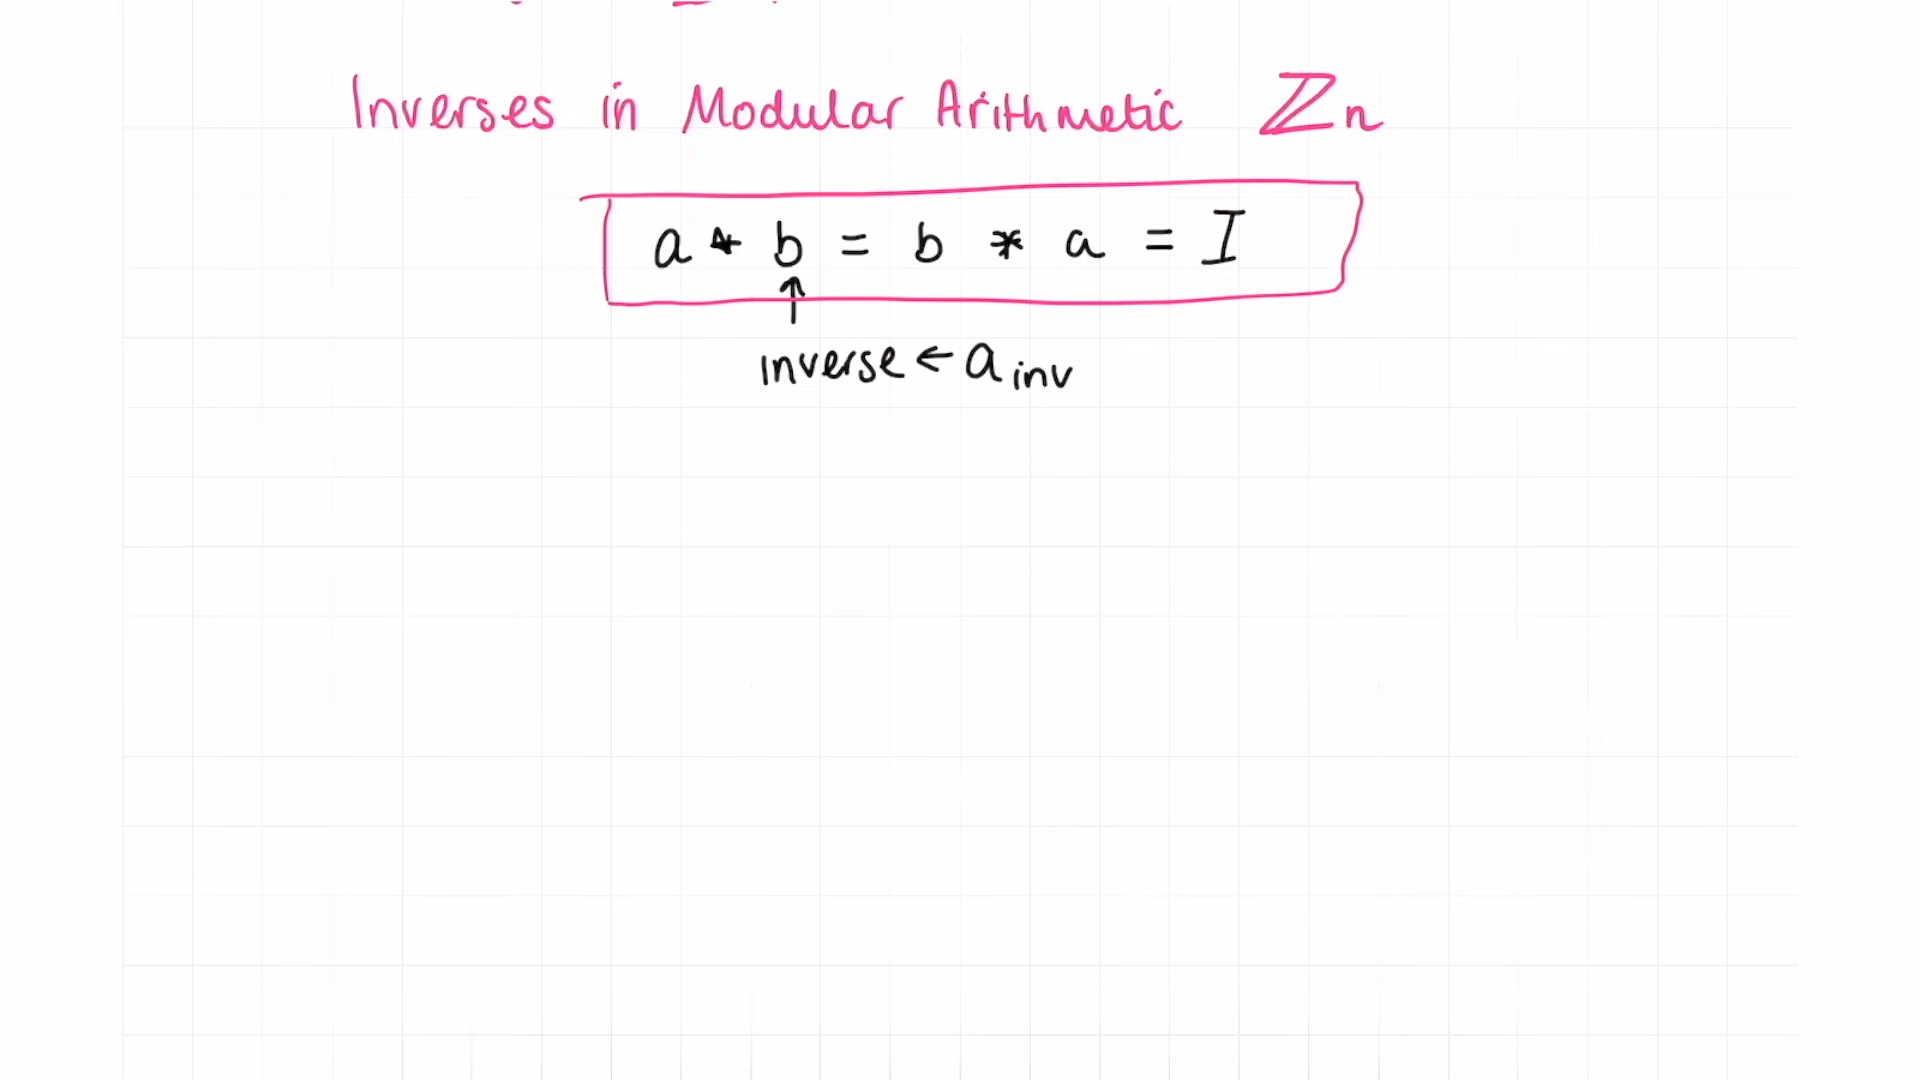 Inverses in Modular Arithmetic ℤn
a * b = b * a = I
↑
inverse ← a inv